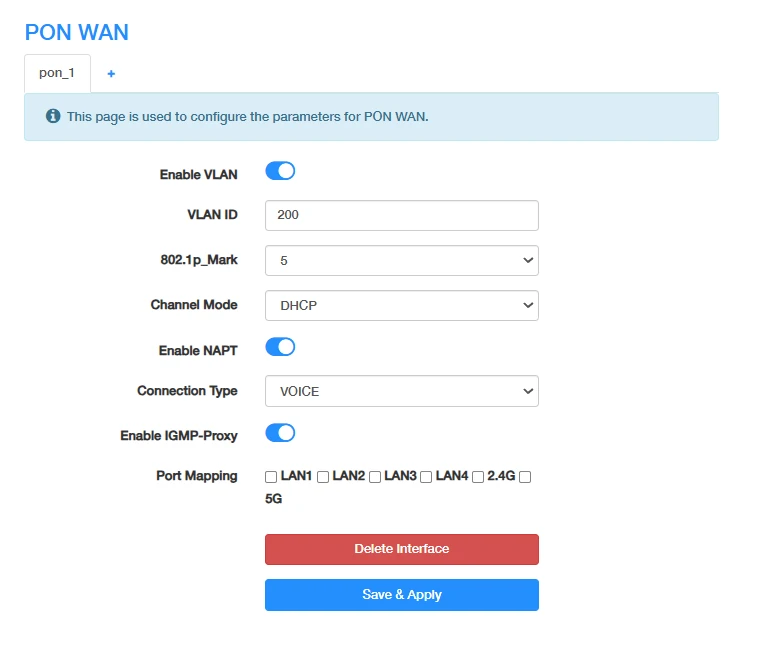 PON WAN
pon_1 +
This page is used to configure the parameters for PON WAN.
Enable VLAN
VLAN ID 200
802.1p_Mark 5
Channel Mode DHCP
Enable NAPT
Connection Type VOICE
Enable IGMP-Proxy
Port Mapping LAN1 LAN2 LAN3 LAN4 2.4G
5G
Delete Interface
Save & Apply